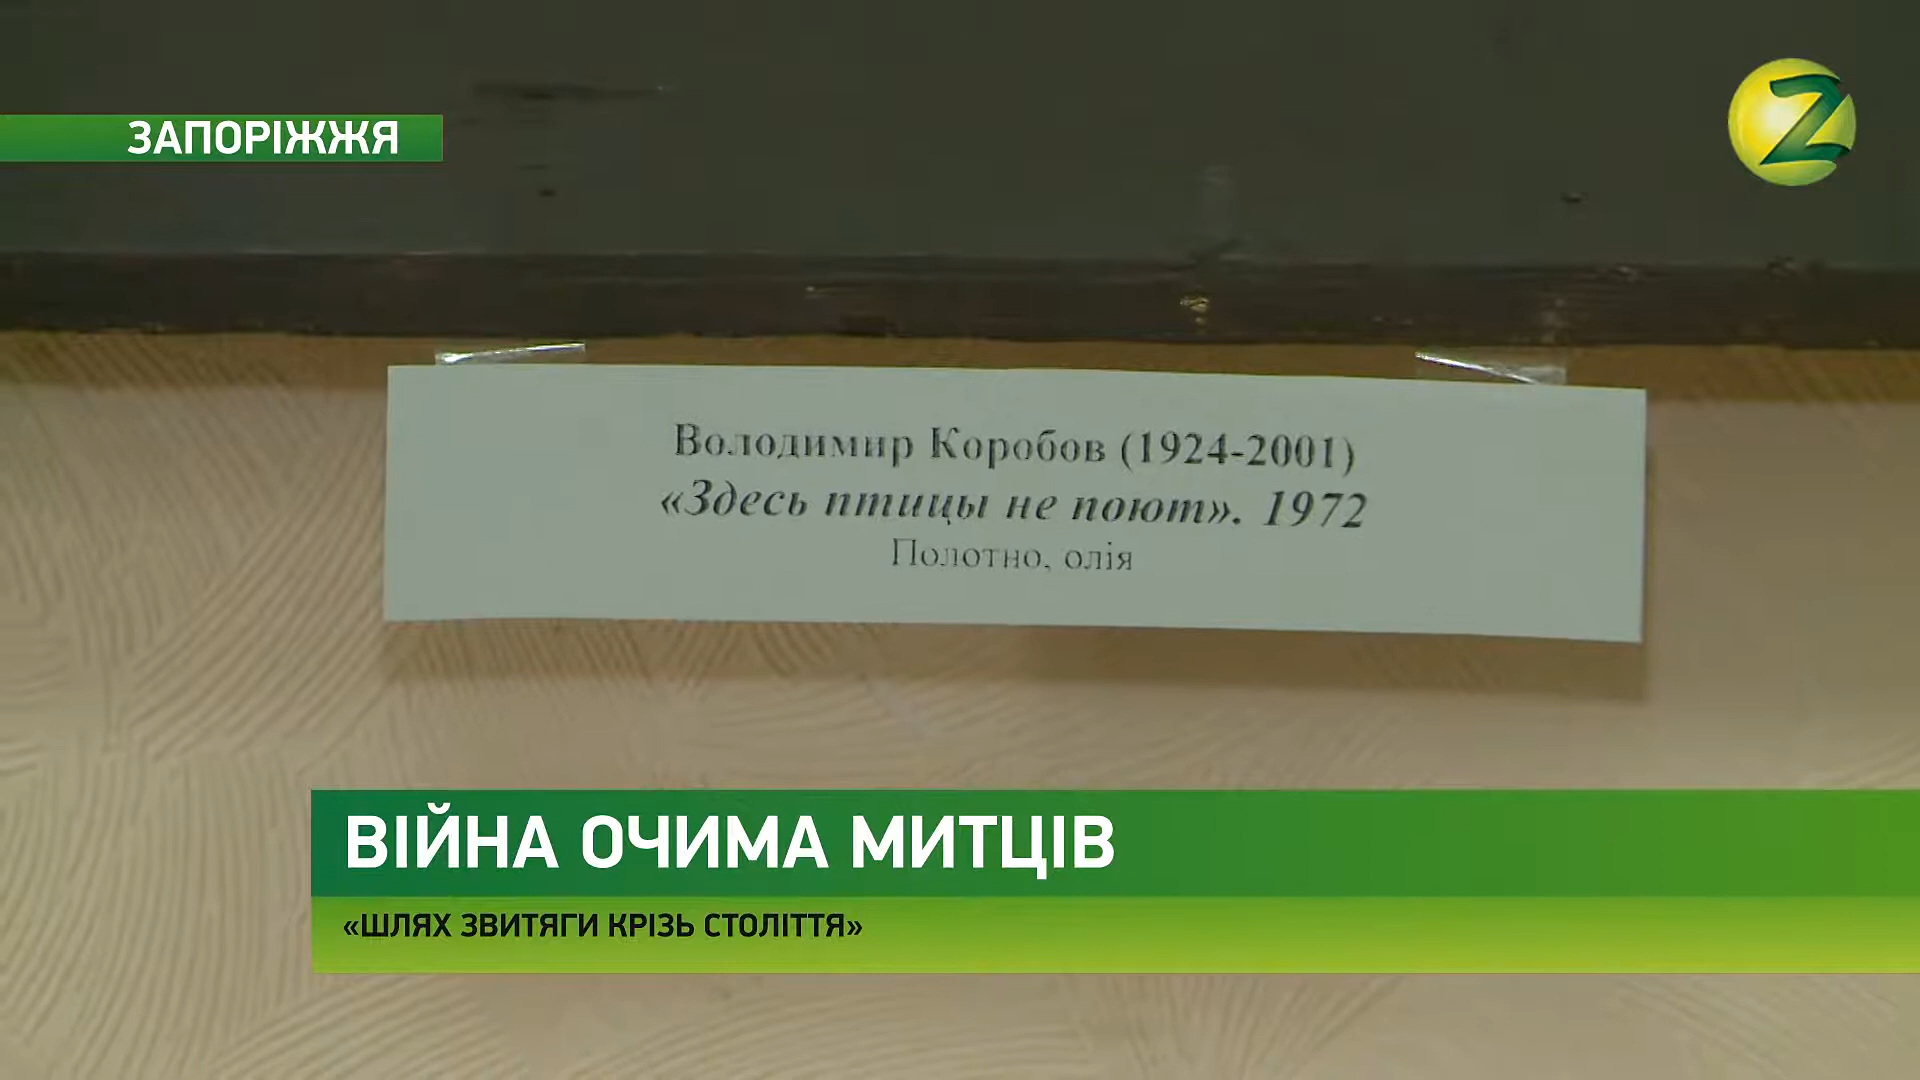 ЗАПОРІЖЖЯ
Z
Володимир Коробов (1924-2001)
«Здесь птицы не поют». 1972
Полотно, олія
ВІЙНА ОЧИМА МИТЦІВ
«ШЛЯХ ЗВИТЯГИ КРІЗЬ СТОЛІТТЯ»